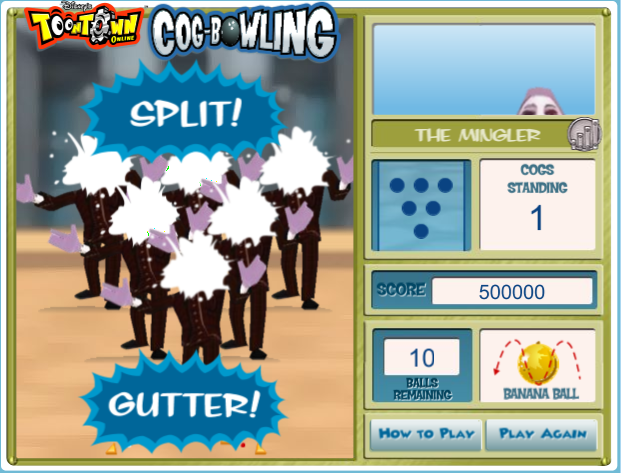 Disney's
TOONTOWN
ONLINE
COG-BOWLING
SPLIT!
THE MINGLER
COGS
STANDING
1
SCORE 500000
10
BALLS
REMAINING
BANANA BALL
GUTTER!
HOW TO PLAY
PLAY AGAIN